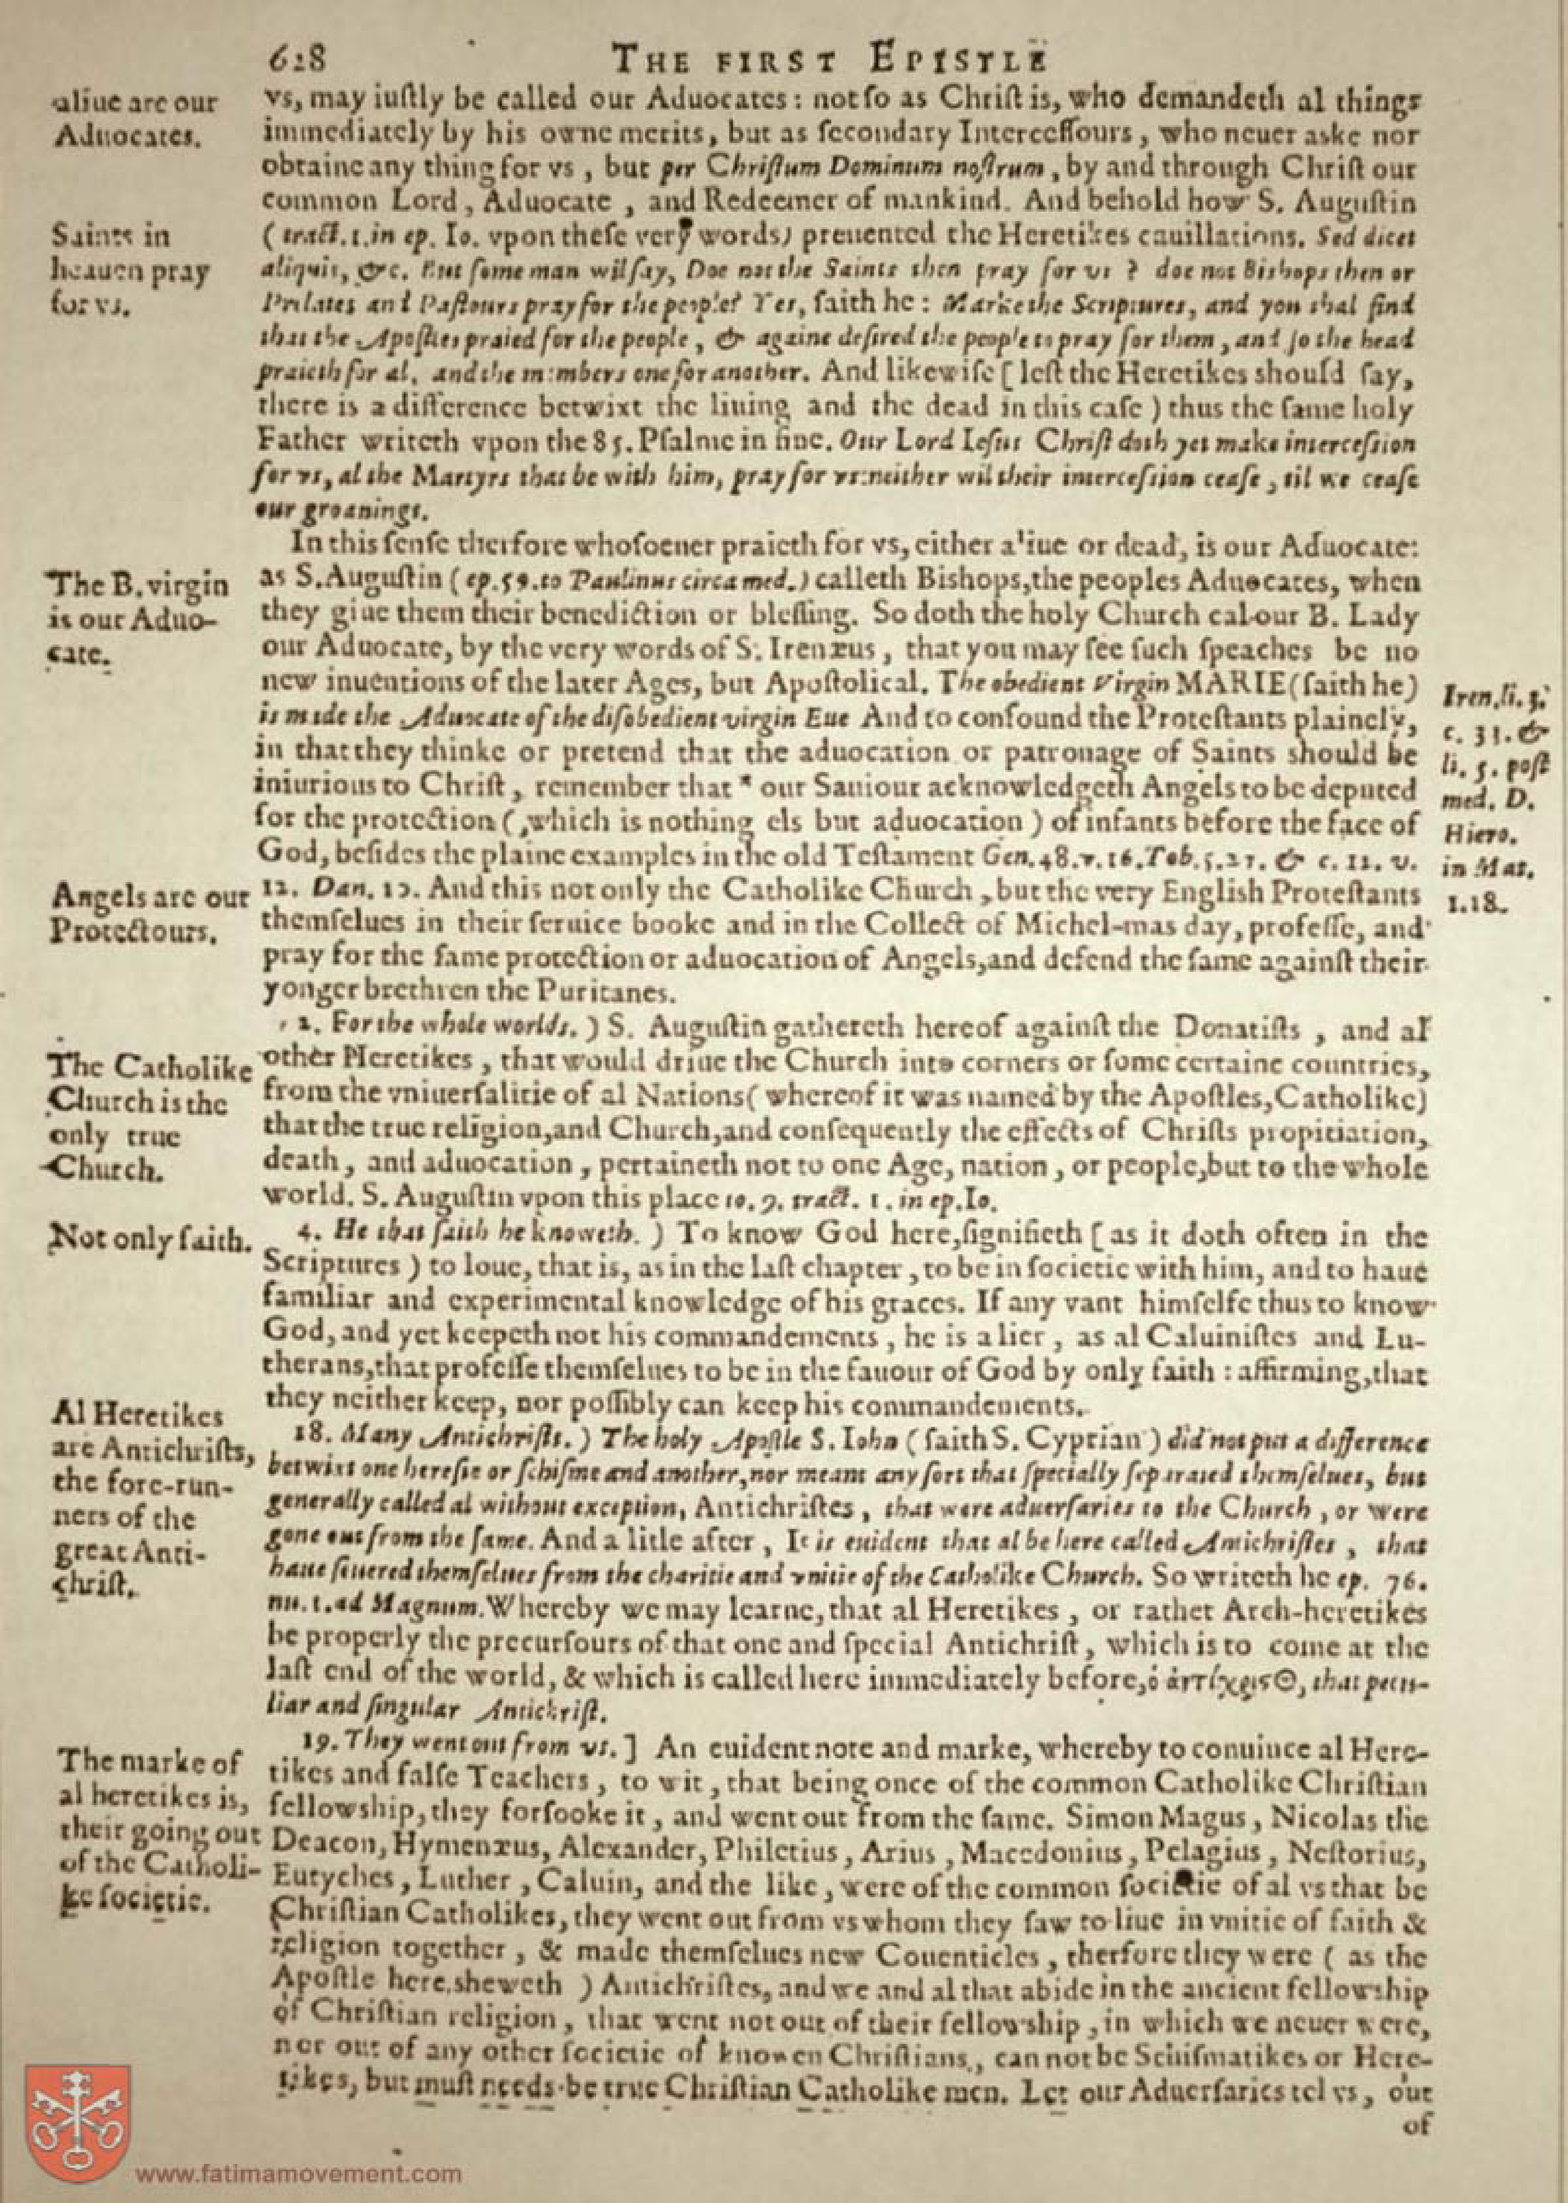 628 THE FIRST EPISTLE
aliue are our
Aduocates.
vs, may iuſtly be called our Aduocates: not ſo as Chriſt is, who demandeth al things
immediately by his owne merits, but as ſecondary Interceſſours, who neuer aske nor
obtaine any thing for vs, but per Chriſtum Dominum noſtrum, by and through Chriſt our
common Lord, Aduocate, and Redeemer of mankind. And behold how S. Auguſtin
Saints in
heauen pray
for vs.
(tract. 1. in ep. Io. vpon theſe very words) preuented the Heretikes cauillations. Sed dicet
aliquis, &c. But ſome man wil ſay, Doe not the Saints then pray for vs? doe not Bishops then or
Prelates and Paſtours pray for the people? Yes, ſaith he: Marke the Scriptures, and you shal find
that the Apoſtles praied for the people, & againe deſired the people to pray for them, and ſo the head
praieth for al, and the members one for another. And likewiſe [leſt the Heretikes should ſay,
there is a difference betwixt the liuing and the dead in this caſe) thus the ſame holy
Father writeth vpon the 85. Pſalme in fine. Our Lord Ieſus Chriſt doth yet make interceſsion
for vs, al the Martyrs that be with him, pray for vs: neither wil their interceſsion ceaſe, til we ceaſe
our groanings.
In this ſenſe therfore whoſoeuer praieth for vs, either aliue or dead, is our Aduocate:
The B. virgin
is our Aduo-
cate.
as S. Auguſtin (ep. 59. to Paulinus circa med.) calleth Bishops, the peoples Aduocates, when
they giue them their benediction or bleſſing. So doth the holy Church cal our B. Lady
our Aduocate, by the very words of S. Irenæus, that you may ſee ſuch ſpeaches be no
new inuentions of the later Ages, but Apoſtolical. The obedient Virgin MARIE (ſaith he)
is made the Aduocate of the diſobedient virgin Eue And to confound the Proteſtants plainely,
in that they thinke or pretend that the aduocation or patronage of Saints should be
iniurious to Chriſt, remember that * our Sauiour acknowledgeth Angels to be deputed
for the protection (, which is nothing els but aduocation) of infants before the face of
God, beſides the plaine examples in the old Teſtament Gen. 48. v. 16. Tob. 5. 27. & c. 12. v.
Iren. li. 3.
c. 33. &
li. 5. poſt
med. D.
Hiero.
in Mat.
1.18.
Angels are our
Protectours.
12. Dan. 10. And this not only the Catholike Church, but the very English Proteſtants
themſelues in their ſeruice booke and in the Collect of Michel-mas day, profeſſe, and
pray for the ſame protection or aduocation of Angels, and defend the ſame againſt their
yonger brethren the Puritanes.
2. For the whole worlds.) S. Auguſtin gathereth hereof againſt the Donatiſts, and al
The Catholike
Church is the
only true
Church.
other Heretikes, that would driue the Church into corners or ſome certaine countries,
from the vniuerſalitie of al Nations (whereof it was named by the Apoſtles, Catholike)
that the true religion, and Church, and conſequently the effects of Chriſts propitiation,
death, and aduocation, pertaineth not to one Age, nation, or people, but to the whole
world. S. Auguſtin vpon this place to. 9. tract. 1. in ep. Io.
Not only faith.
4. He that ſaith he knoweth.) To know God here, ſignifieth [as it doth often in the
Scriptures) to loue, that is, as in the laſt chapter, to be in ſocietie with him, and to haue
familiar and experimental knowledge of his graces. If any vant himſelfe thus to know
God, and yet keepeth not his commandements, he is a lier, as al Caluiniſtes and Lu-
therans, that profeſſe themſelues to be in the fauour of God by only faith: affirming, that
they neither keep, nor poſſibly can keep his commandements.
Al Heretikes
are Antichriſts,
the fore-run-
ners of the
great Anti-
chriſt.
18. Many Antichriſts.) The holy Apoſtle S. Iohn (ſaith S. Cyprian) did not put a difference
betwixt one hereſie or ſchiſme and another, nor meant any ſort that ſpecially ſeparated themſelues, but
generally called al without exception, Antichriſtes, that were aduerſaries to the Church, or were
gone out from the ſame. And a litle after, It is euident that al be here called Antichriſtes, that
haue ſeuered themſelues from the charitie and vnitie of the Catholike Church. So writeth he ep. 76.
nu. 1. ad Magnum. Whereby we may learne, that al Heretikes, or rather Arch-heretikes
be properly the precurſours of that one and ſpecial Antichriſt, which is to come at the
laſt end of the world, & which is called here immediately before, ὁ ἀντίχριστος, that pecu-
liar and ſingular Antichriſt.
The marke of
al heretikes is,
their going out
of the Catholi-
ke ſocietie.
19. They went out from vs.] An euident note and marke, whereby to conuince al Here-
tikes and falſe Teachers, to wit, that being once of the common Catholike Chriſtian
fellowship, they forſooke it, and went out from the ſame. Simon Magus, Nicolas the
Deacon, Hymenæus, Alexander, Philetius, Arius, Macedonius, Pelagius, Neſtorius,
Eutyches, Luther, Caluin, and the like, were of the common ſocietie of al vs that be
Chriſtian Catholikes, they went out from vs whom they ſaw to liue in vnitie of faith &
religion together, & made themſelues new Couenticles, therfore they were (as the
Apoſtle here sheweth) Antichriſtes, and we and al that abide in the ancient fellowship
of Chriſtian religion, that went not out of their fellowship, in which we neuer were,
nor out of any other ſocietie of knowen Chriſtians, can not be Schiſmatikes or Here-
tikes, but muſt needs be true Chriſtian Catholike men. Let our Aduerſaries tel vs, out
of
www.fatimamovement.com